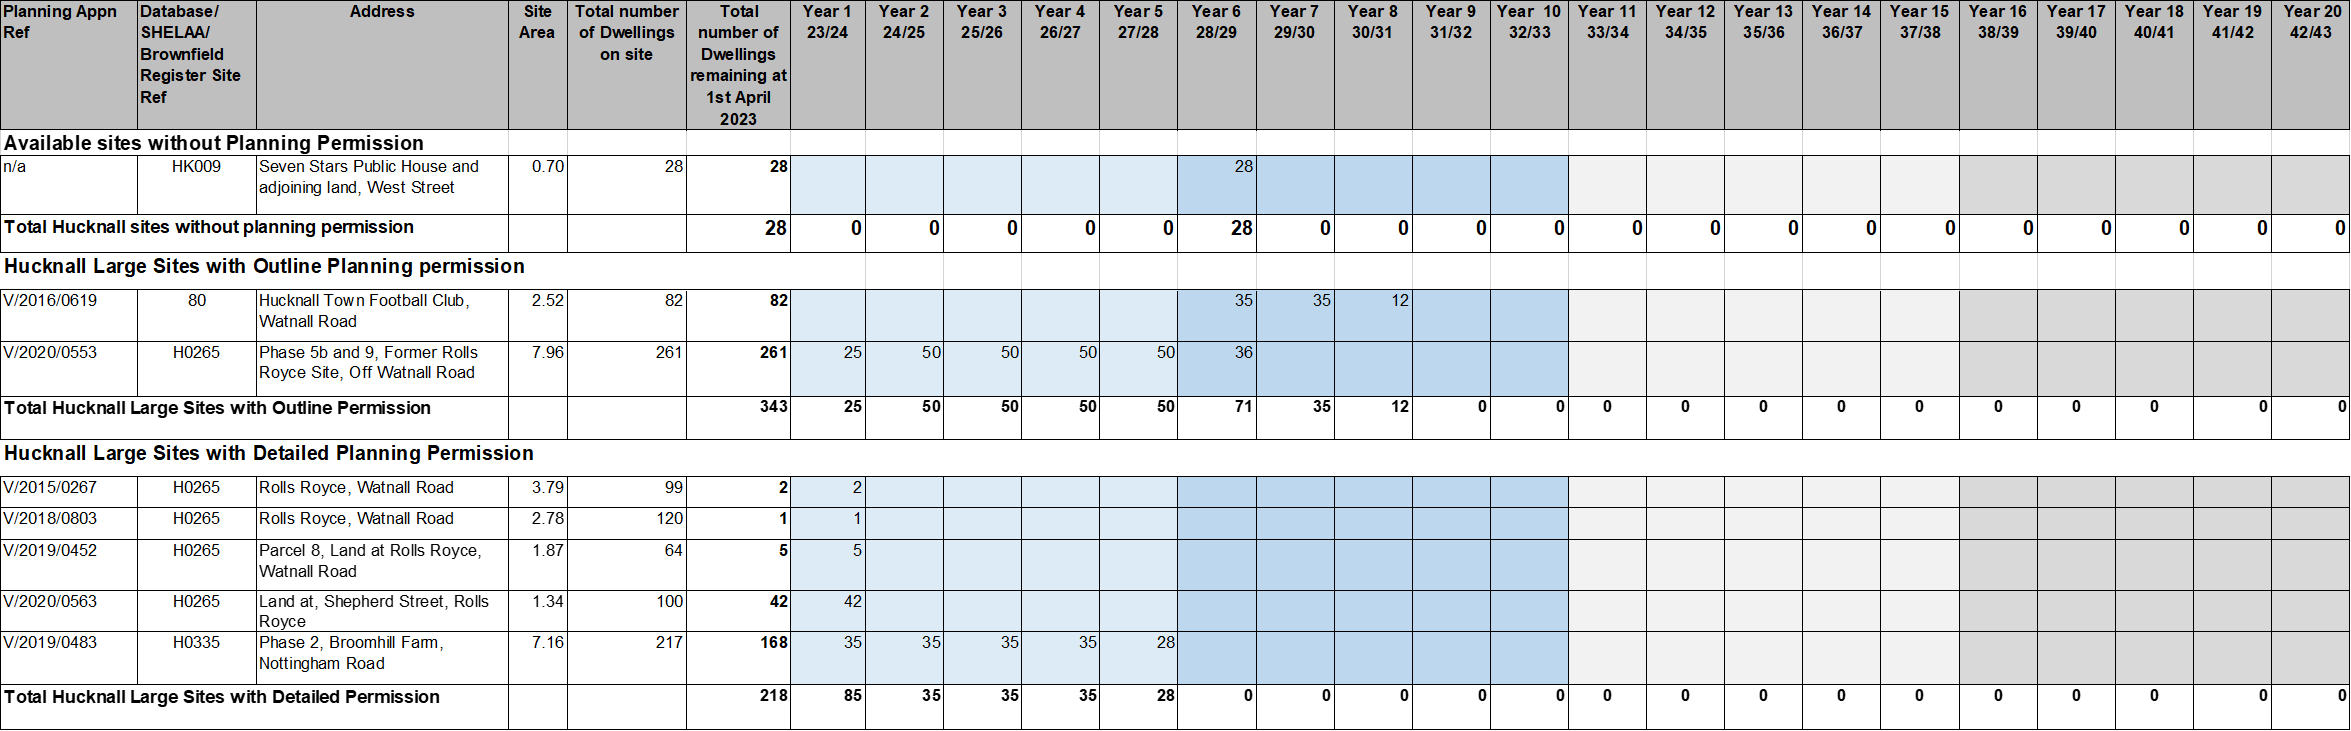 Planning Appn Ref Database/ SHELAA/ Brownfield Register Site Ref Address Site Area Total number of Dwellings on site Total number of Dwellings remaining at 1st April 2023 Year 1 23/24 Year 2 24/25 Year 3 25/26 Year 4 26/27 Year 5 27/28 Year 6 28/29 Year 7 29/30 Year 8 30/31 Year 9 31/32 Year 10 32/33 Year 11 33/34 Year 12 34/35 Year 13 35/36 Year 14 36/37 Year 15 37/38 Year 16 38/39 Year 17 39/40 Year 18 40/41 Year 19 41/42 Year 20 42/43
Available sites without Planning Permission
n/a HK009 Seven Stars Public House and adjoining land, West Street 0.70 28 28 28
Total Hucknall sites without planning permission 28 0 0 0 0 0 28 0 0 0 0 0 0 0 0 0 0 0 0 0 0
Hucknall Large Sites with Outline Planning permission
V/2016/0619 80 Hucknall Town Football Club, Watnall Road 2.52 82 82 35 35 12
V/2020/0553 H0265 Phase 5b and 9, Former Rolls Royce Site, Off Watnall Road 7.96 261 261 25 50 50 50 50 36
Total Hucknall Large Sites with Outline Permission 343 25 50 50 50 50 71 35 12 0 0 0 0 0 0 0 0 0 0 0 0
Hucknall Large Sites with Detailed Planning Permission
V/2015/0267 H0265 Rolls Royce, Watnall Road 3.79 99 2 2
V/2018/0803 H0265 Rolls Royce, Watnall Road 2.78 120 1 1
V/2019/0452 H0265 Parcel 8, Land at Rolls Royce, Watnall Road 1.87 64 5 5
V/2020/0563 H0265 Land at, Shepherd Street, Rolls Royce 1.34 100 42 42
V/2019/0483 H0335 Phase 2, Broomhill Farm, Nottingham Road 7.16 217 168 35 35 35 35 28
Total Hucknall Large Sites with Detailed Permission 218 85 35 35 35 28 0 0 0 0 0 0 0 0 0 0 0 0 0 0 0